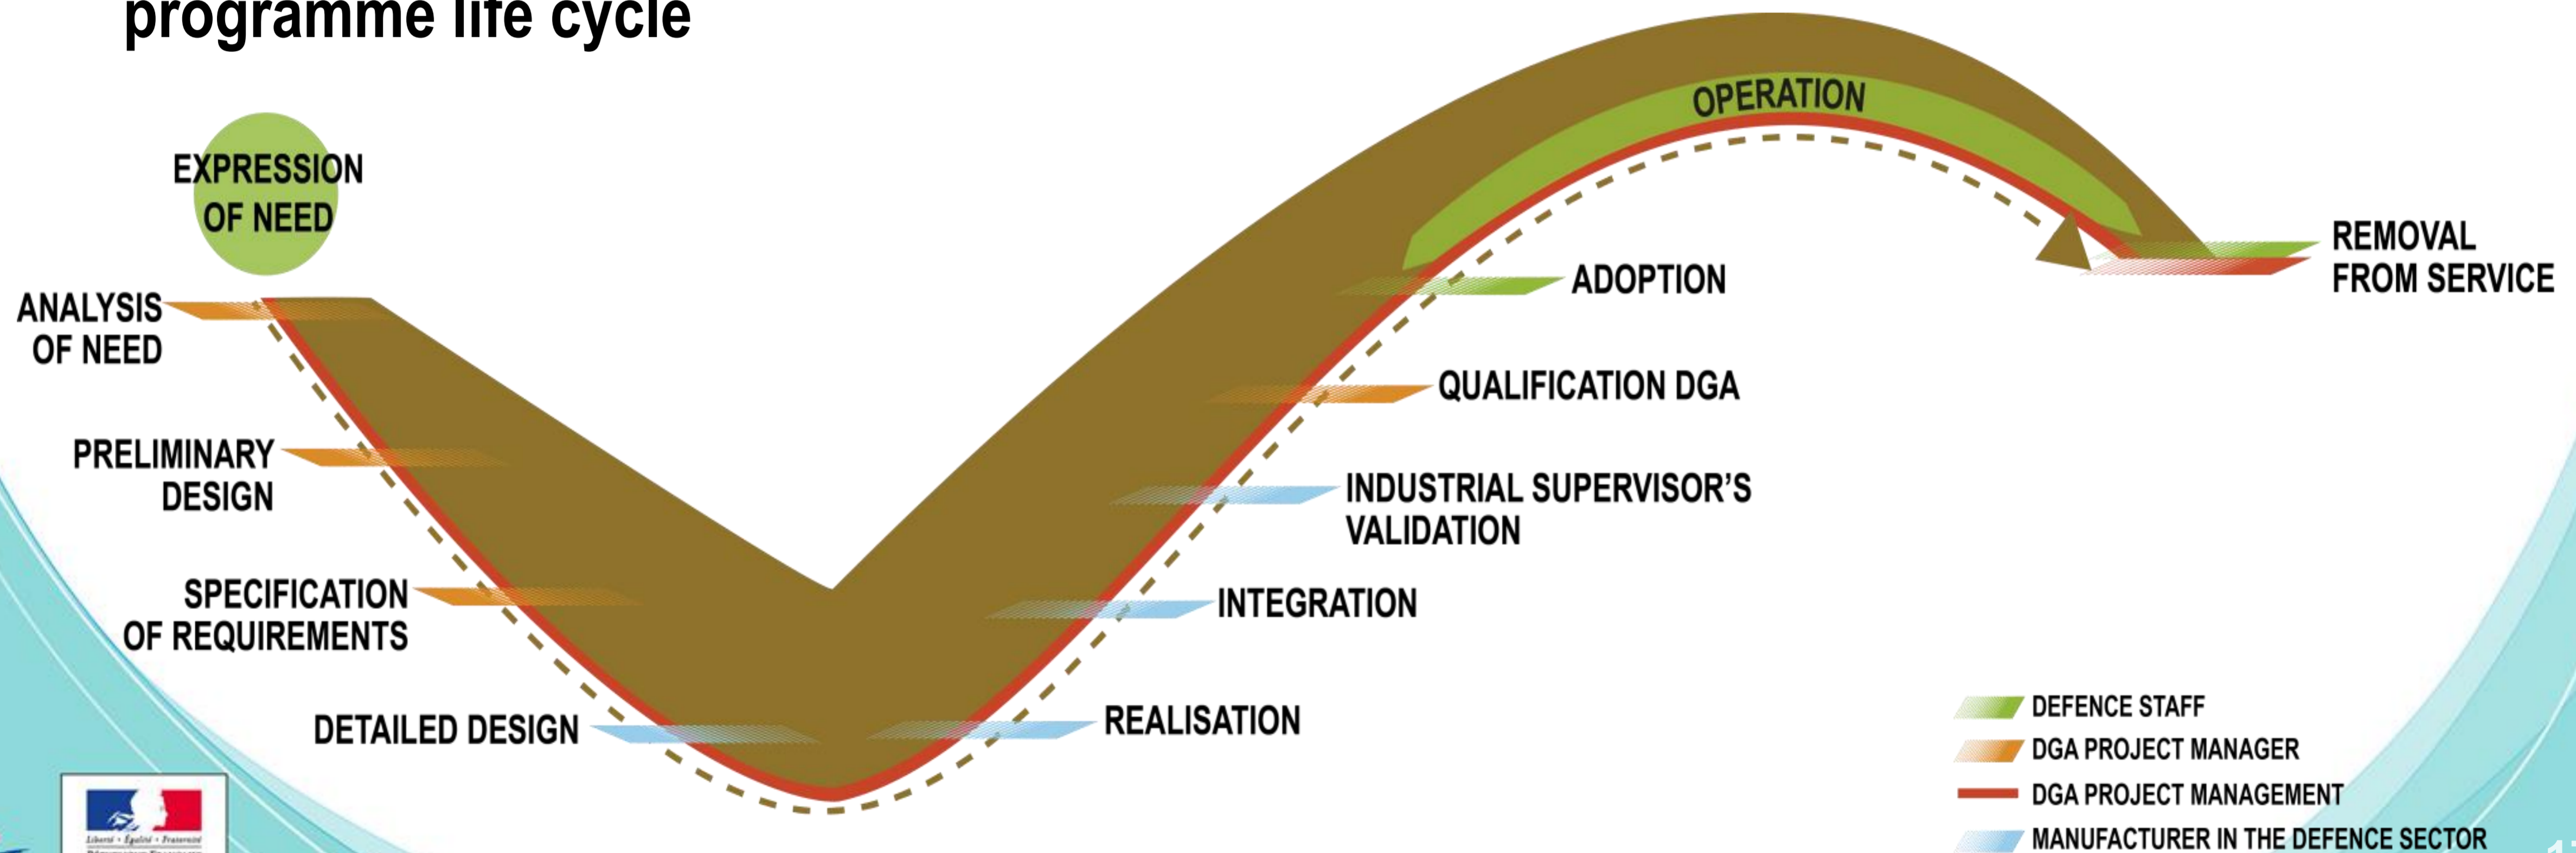 programme life cycle
EXPRESSION
OF NEED
ANALYSIS
OF NEED
PRELIMINARY
DESIGN
SPECIFICATION
OF REQUIREMENTS
DETAILED DESIGN
REALISATION
INTEGRATION
INDUSTRIAL SUPERVISOR'S
VALIDATION
QUALIFICATION DGA
ADOPTION
OPERATION
REMOVAL
FROM SERVICE
DEFENCE STAFF
DGA PROJECT MANAGER
DGA PROJECT MANAGEMENT
MANUFACTURER IN THE DEFENCE SECTOR
Liberté • Égalité • Fraternité